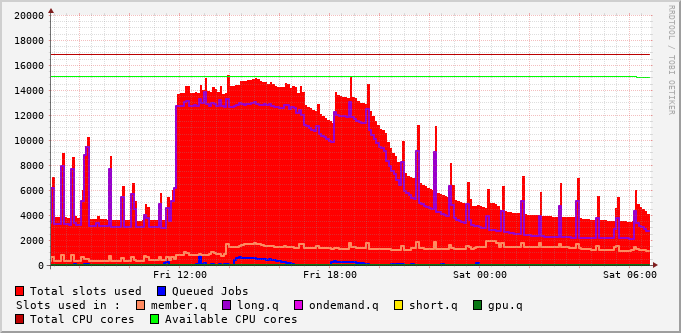 20000
18000
16000
14000
12000
10000
8000
6000
4000
2000
0
Fri 12:00 Fri 18:00 Sat 00:00 Sat 06:00
Total slots used Queued Jobs
Slots used in : member.q long.q ondemand.q short.q gpu.q
Total CPU cores Available CPU cores
RRDTOOL / TOBI OETIKER